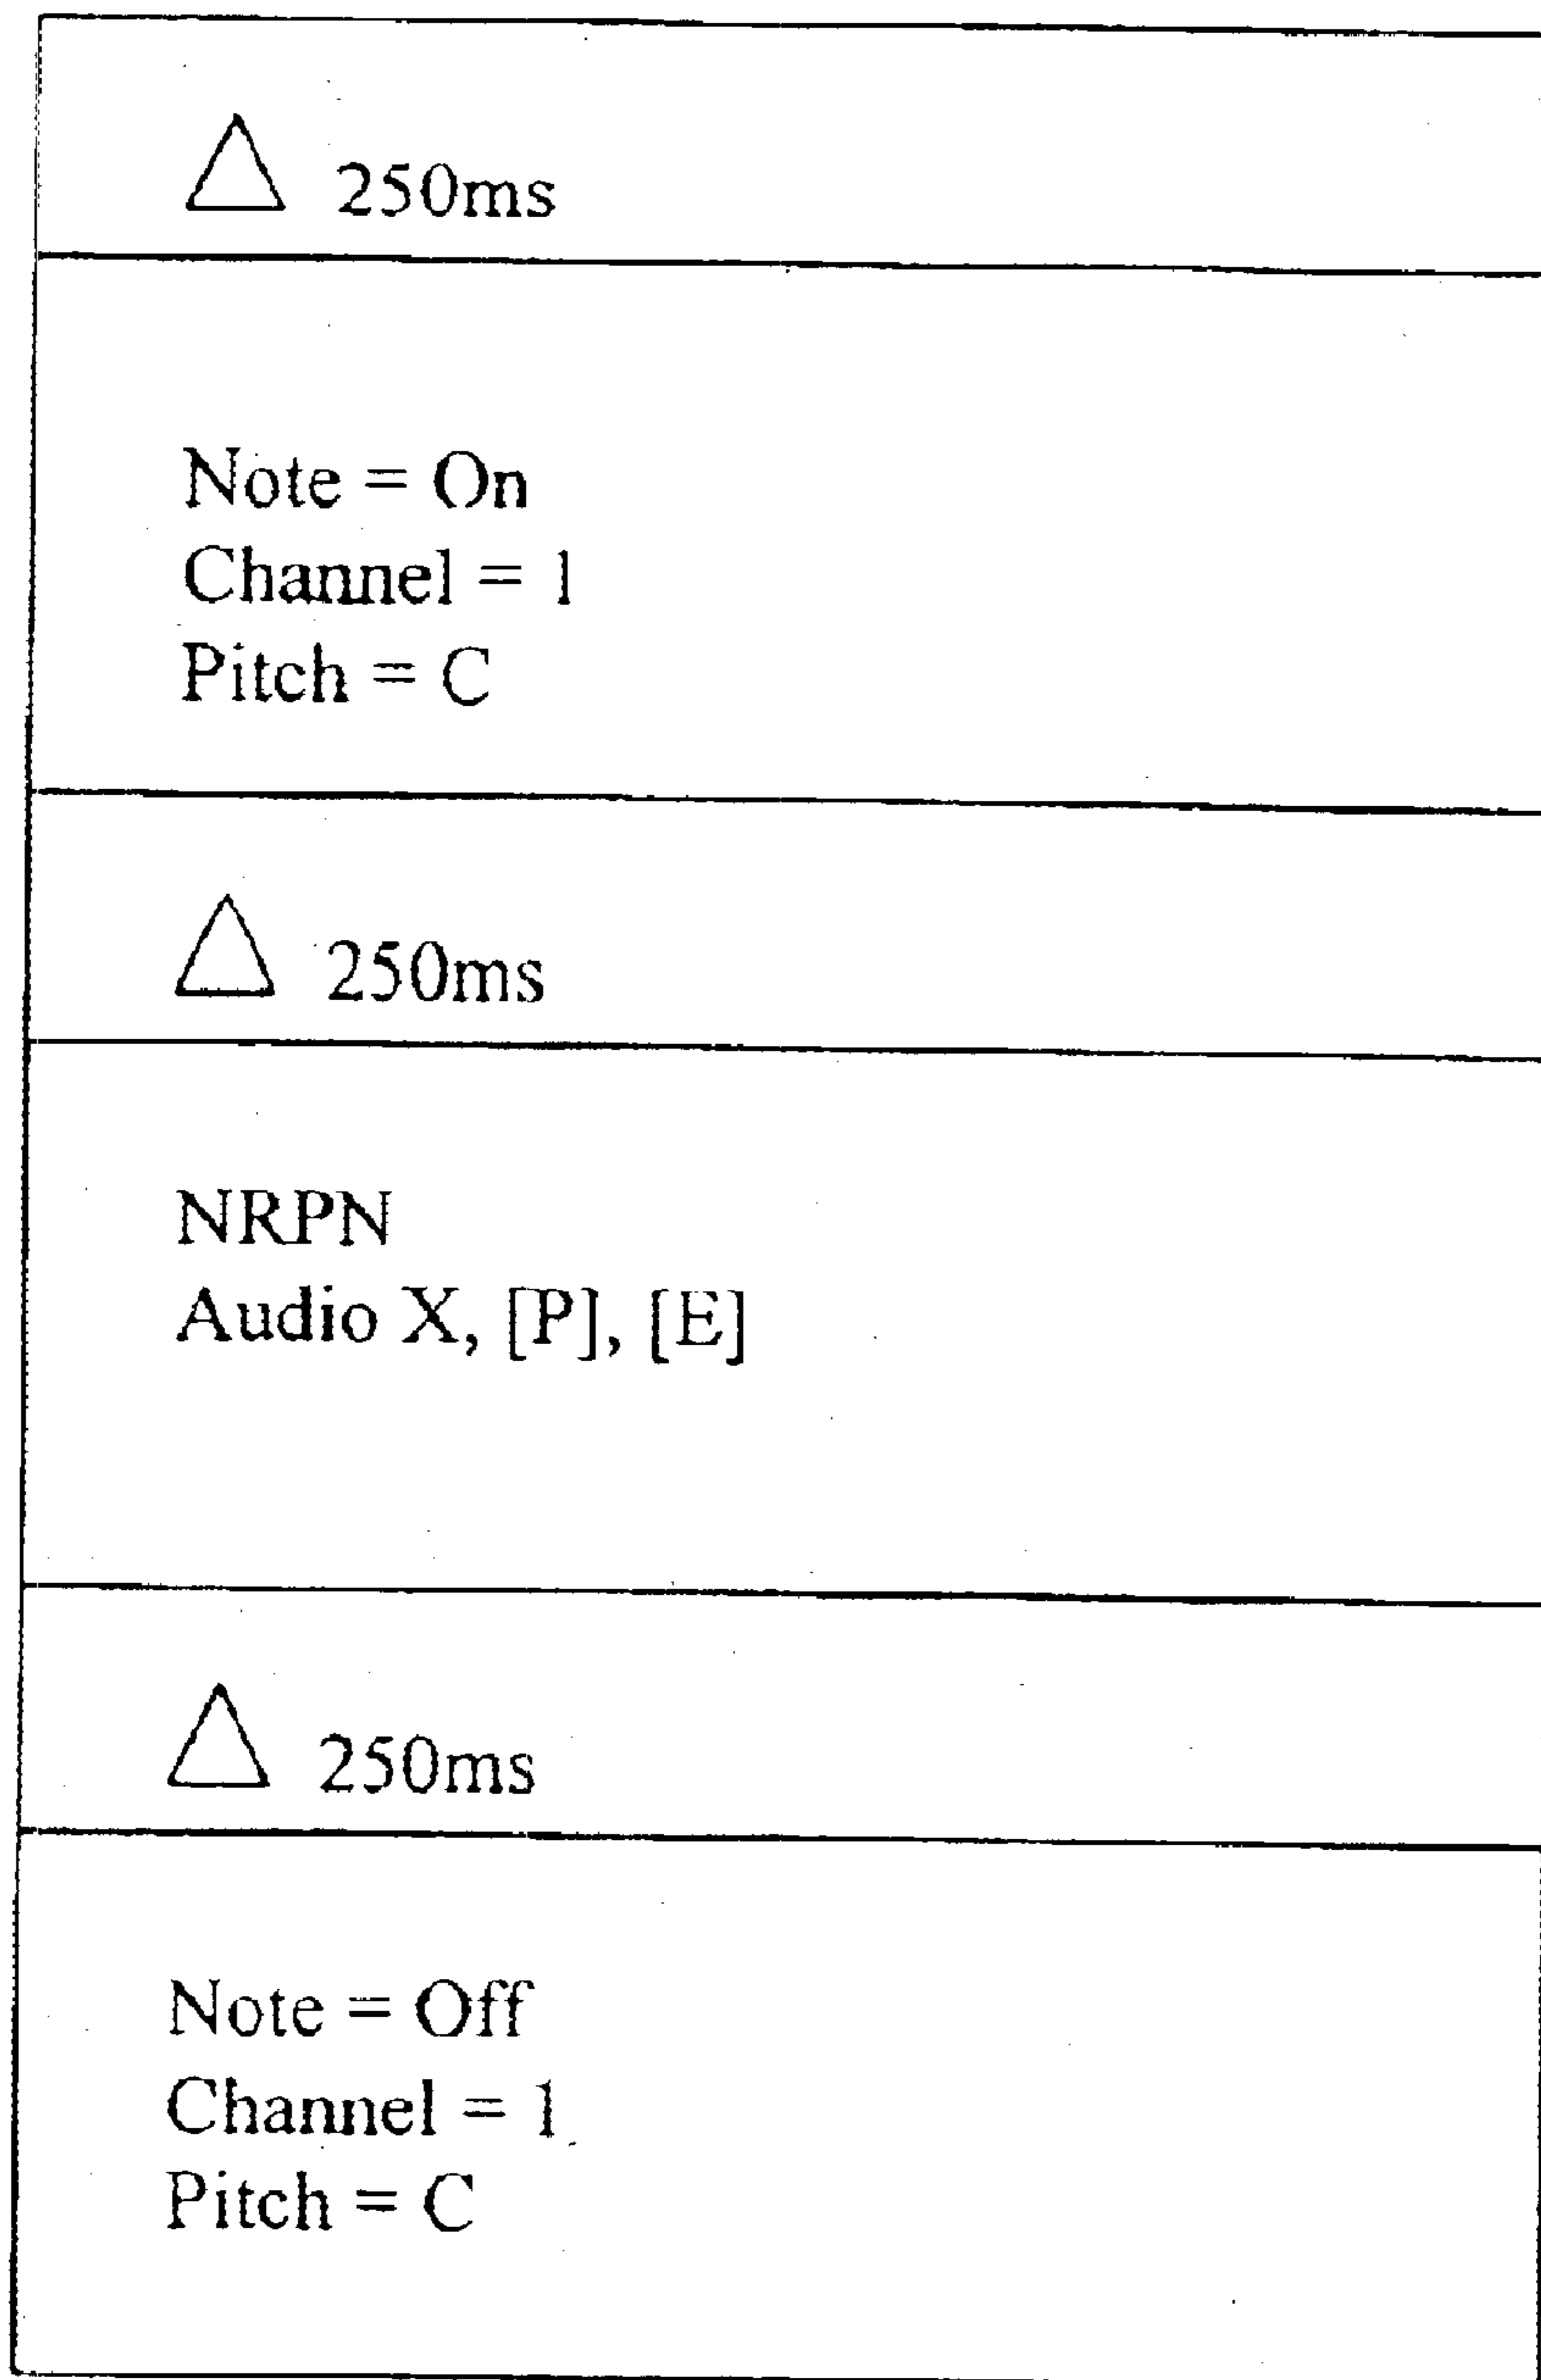 △ 250ms
Note = On
Channel = 1
Pitch = C
△ 250ms
NRPN
Audio X, [P], [E]
△ 250ms
Note = Off
Channel = 1
Pitch = C